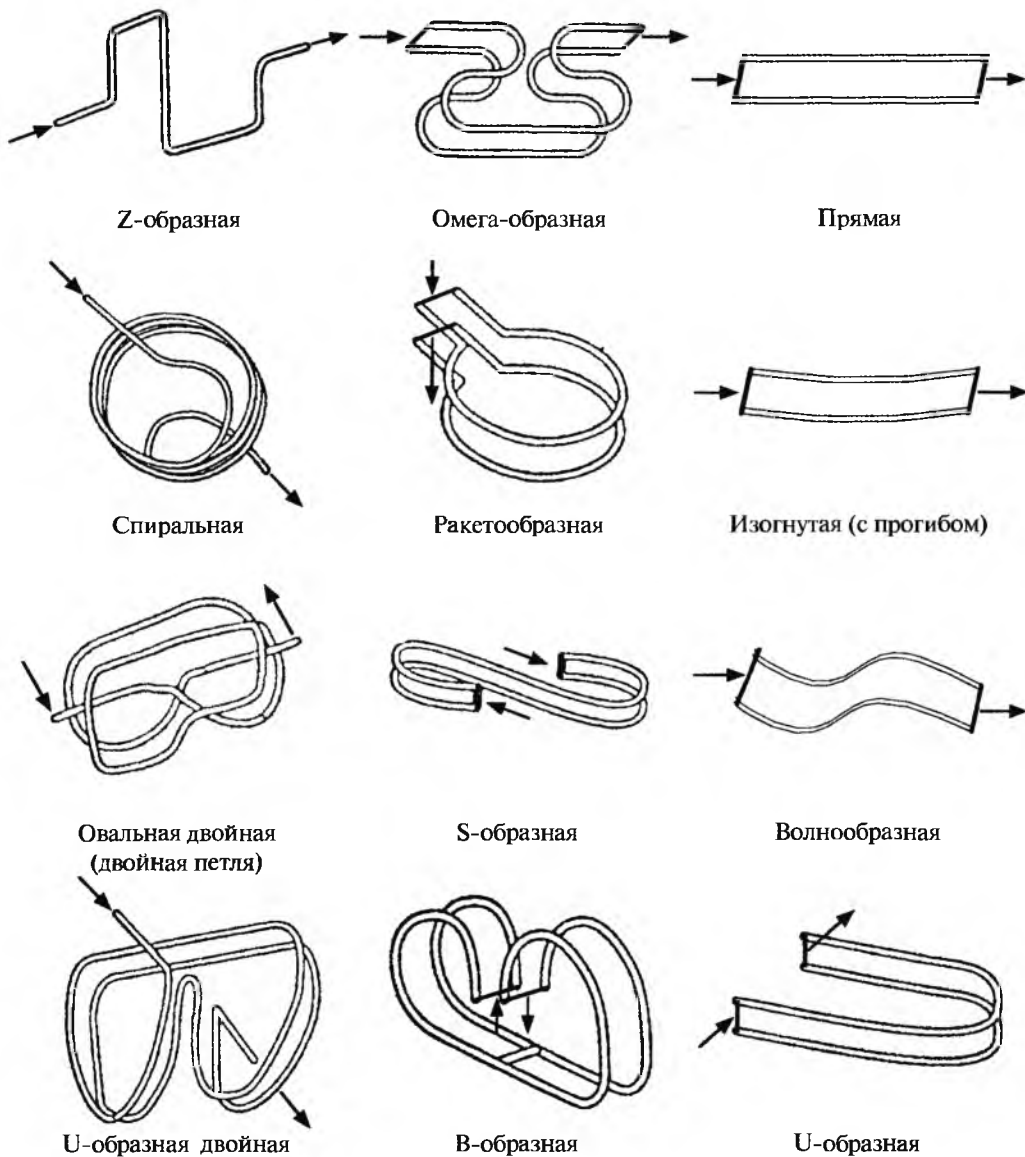 Z-образная
Омега-образная
Прямая
Спиральная
Ракетообразная
Изогнутая (с прогибом)
Овальная двойная
(двойная петля)
S-образная
Волнообразная
U-образная двойная
В-образная
U-образная